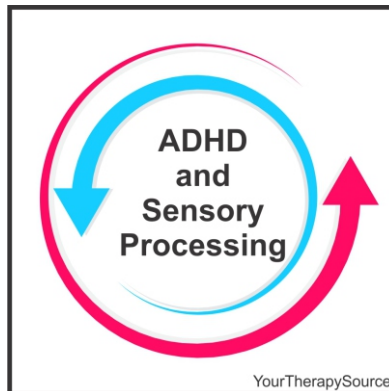 ADHD
and
Sensory
Processing
YourTherapySource